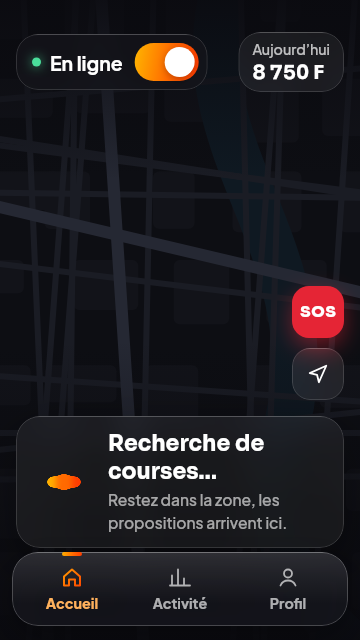 En ligne
Aujourd’hui
8 750 F
SOS
Recherche de
courses...
Restez dans la zone, les
propositions arrivent ici.
Accueil
Activité
Profil